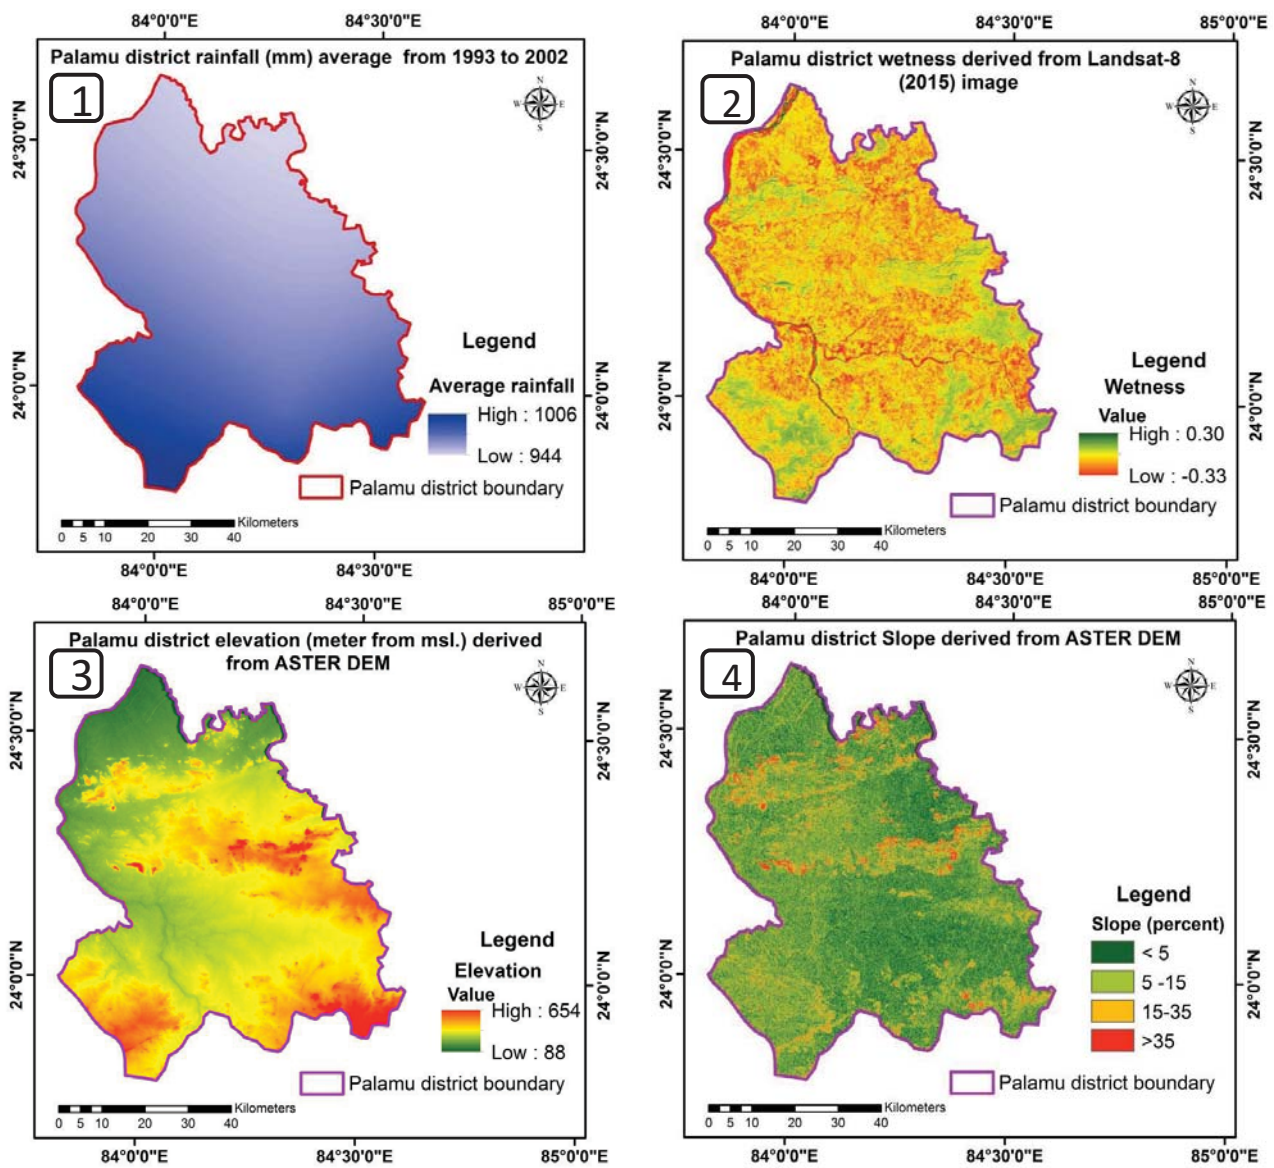 84°0'0"E 84°30'0"E
Palamu district rainfall (mm) average from 1993 to 2002
1
N
W E
S
24°30'0"N
24°30'0"N
24°0'0"N
24°0'0"N
Legend
Average rainfall
High : 1006
Low : 944
Palamu district boundary
Kilometers
0 5 10 20 30 40
84°0'0"E 84°30'0"E
84°0'0"E 84°30'0"E 85°0'0"E
Palamu district wetness derived from Landsat-8
(2015) image
2
N
W E
S
24°30'0"N
24°30'0"N
24°0'0"N
24°0'0"N
Legend
Wetness
Value
High : 0.30
Low : -0.33
Palamu district boundary
Kilometers
0 5 10 20 30 40
84°0'0"E 84°30'0"E 85°0'0"E
84°0'0"E 84°30'0"E 85°0'0"E
Palamu district elevation (meter from msl.) derived
from ASTER DEM
3
N
W E
S
24°30'0"N
24°30'0"N
24°0'0"N
24°0'0"N
Legend
Elevation
Value
High : 654
Low : 88
Palamu district boundary
Kilometers
0 5 10 20 30 40
84°0'0"E 84°30'0"E 85°0'0"E
84°0'0"E 84°30'0"E 85°0'0"E
Palamu district Slope derived from ASTER DEM
4
N
W E
S
24°30'0"N
24°30'0"N
24°0'0"N
24°0'0"N
Legend
Slope (percent)
< 5
5 -15
15-35
>35
Palamu district boundary
Kilometers
0 5 10 20 30 40
84°0'0"E 84°30'0"E 85°0'0"E